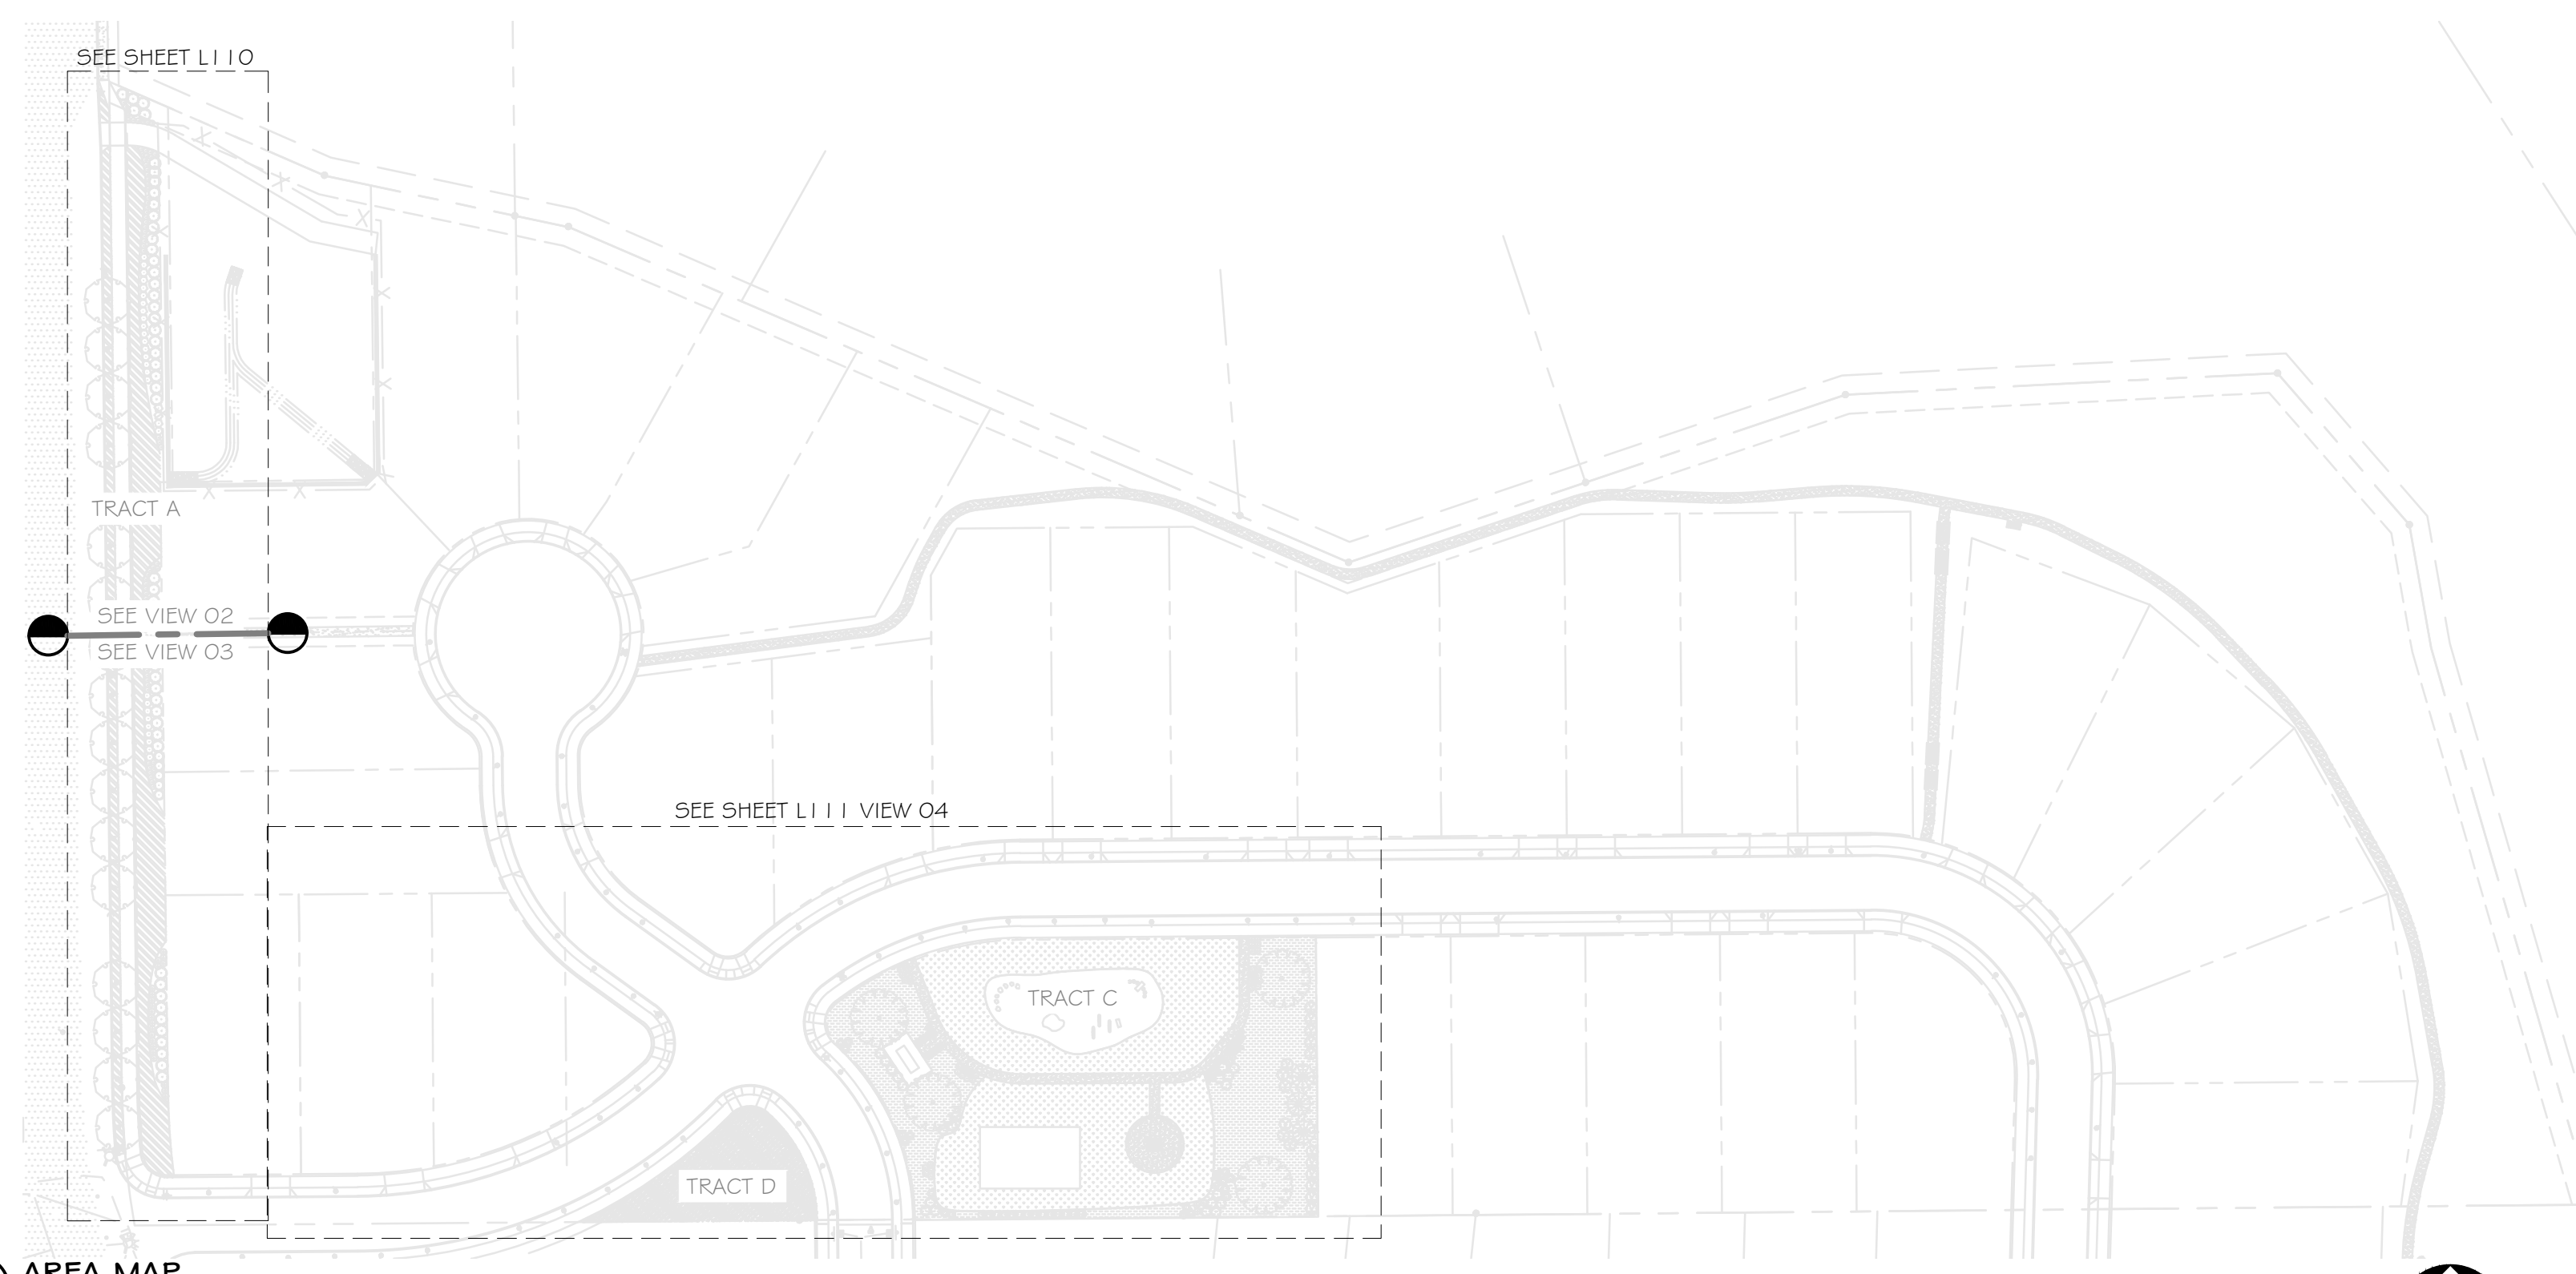 SEE SHEET L110
TRACT A
SEE VIEW 02
SEE VIEW 03
SEE SHEET L111 VIEW 04
TRACT C
TRACT D
AREA MAP